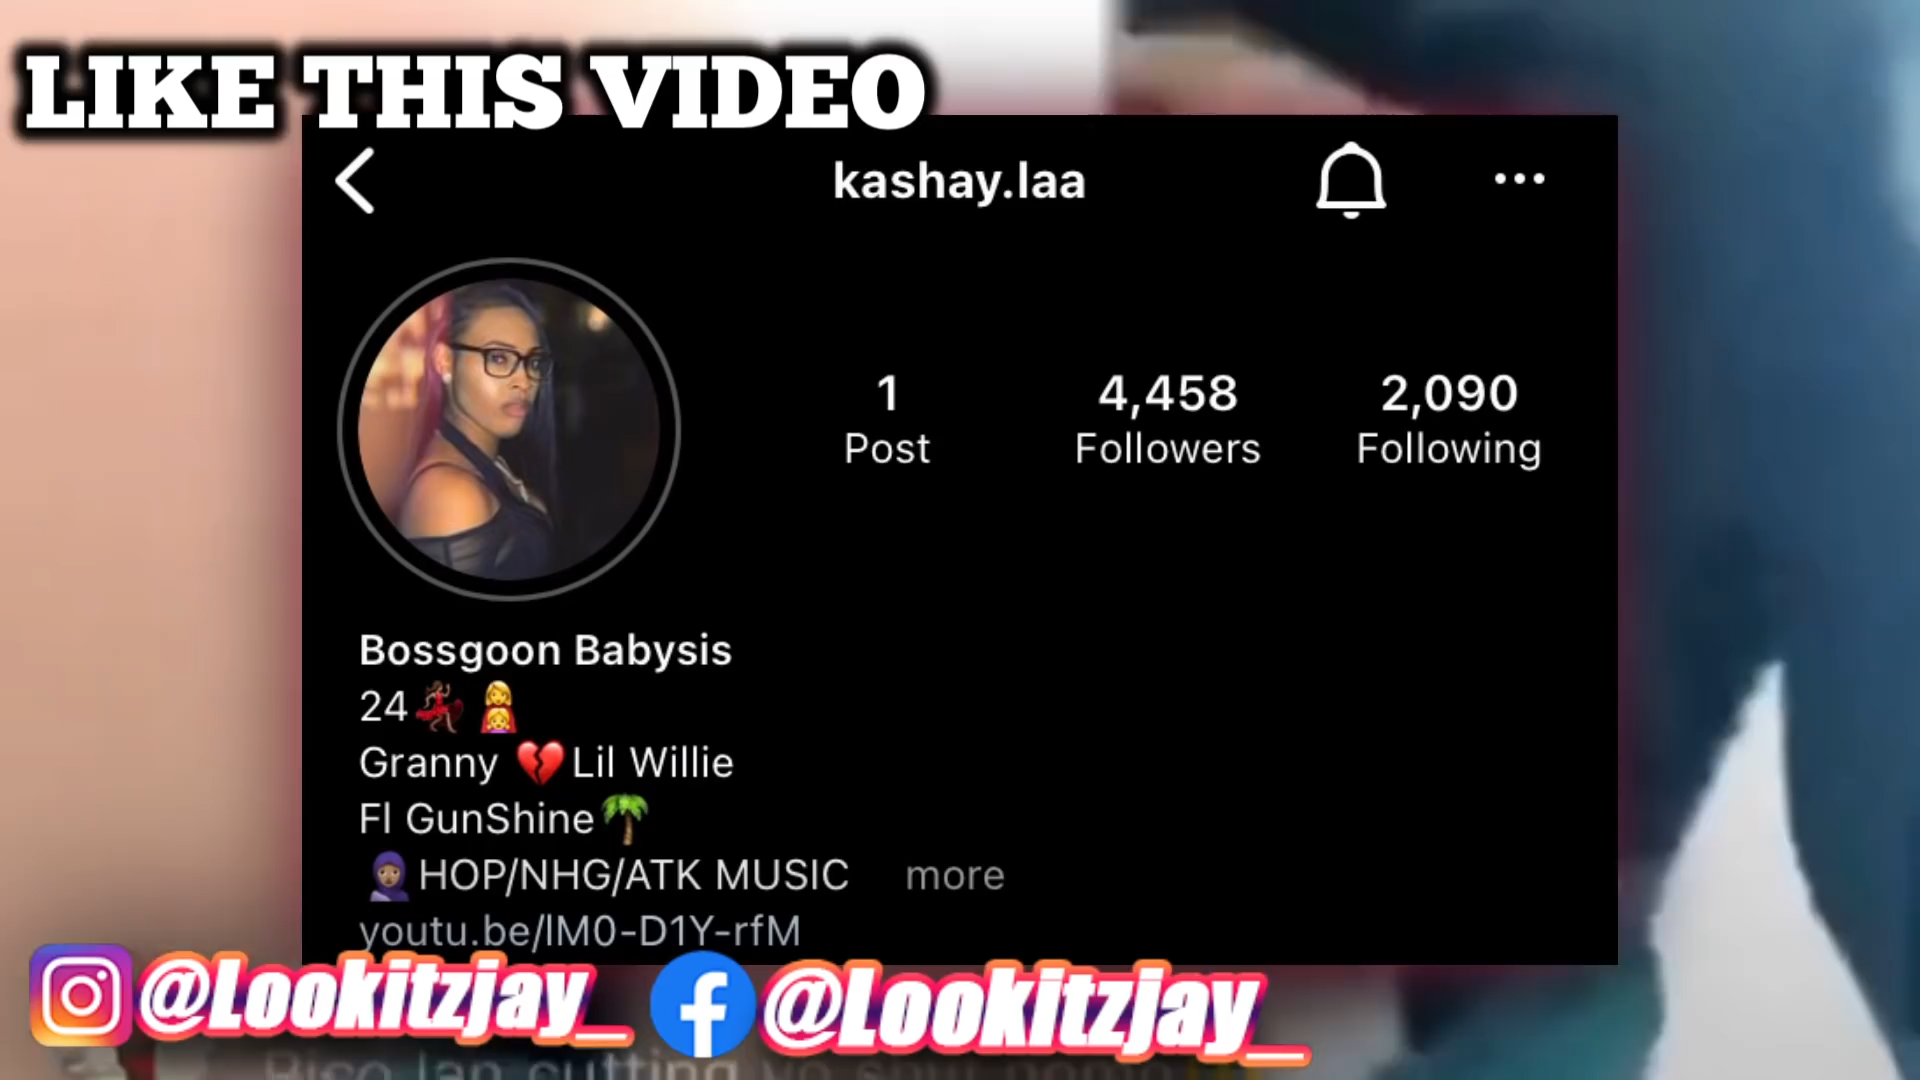 LIKE THIS VIDEO
kashay.laa
1 4,458 2,090
Post Followers Following
Bossgoon Babysis
24💃🏽 👩‍👧
Granny 💔Lil Willie
Fl GunShine🌴
🧕🏽HOP/NHG/ATK MUSIC more
youtu.be/lM0-D1Y-rfM
@Lookitzjay_ @Lookitzjay_